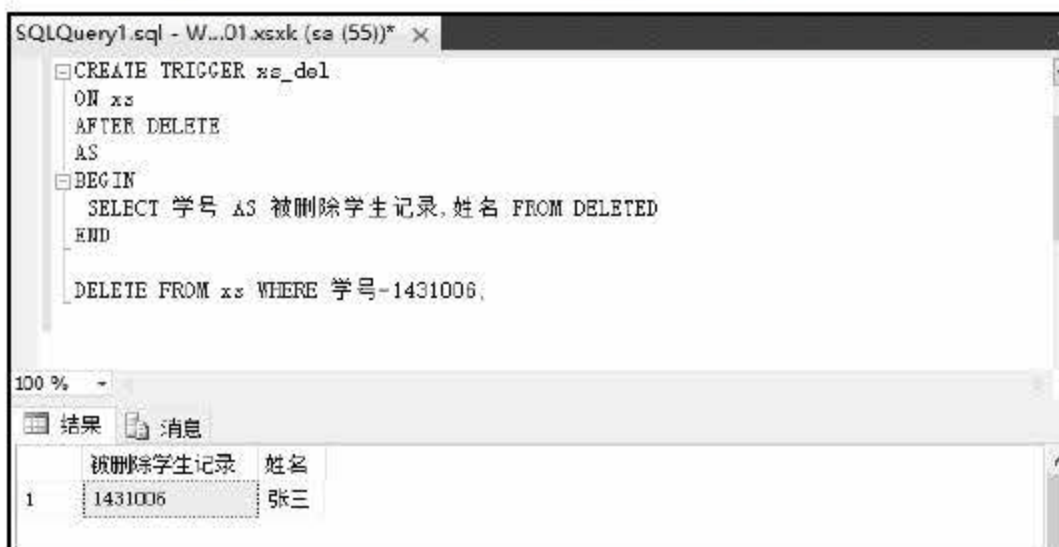 SQLQuery1.sql - W...01.xsxk (sa (55))* ×
CREATE TRIGGER xs_del
ON xs
AFTER DELETE
AS
BEGIN
SELECT 学号 AS 被删除学生记录,姓名 FROM DELETED
END
DELETE FROM xs WHERE 学号=1431006;
100 %
结果 消息
被删除学生记录 姓名
1 1431006 张三